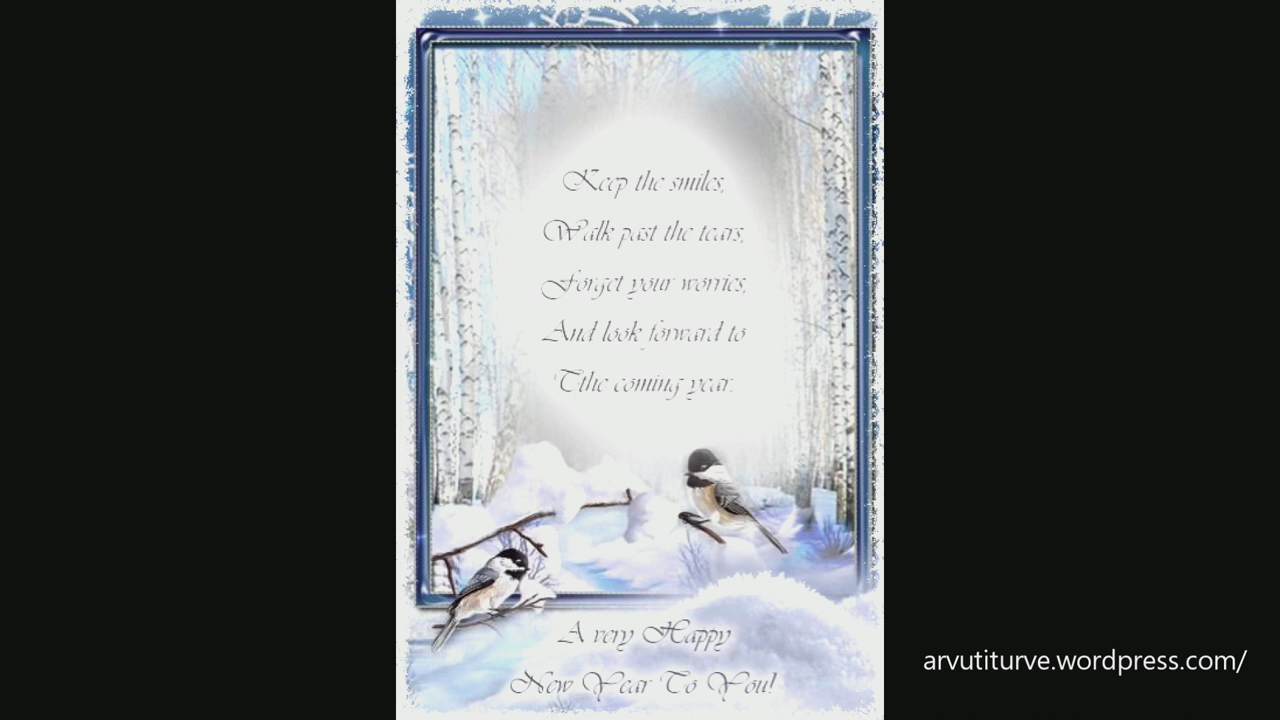 Keep the smiles,
Walk past the tears,
Forget your worries,
And look forward to
Tthe coming year.
A very Happy
New Year To You!
arvutiturve.wordpress.com/